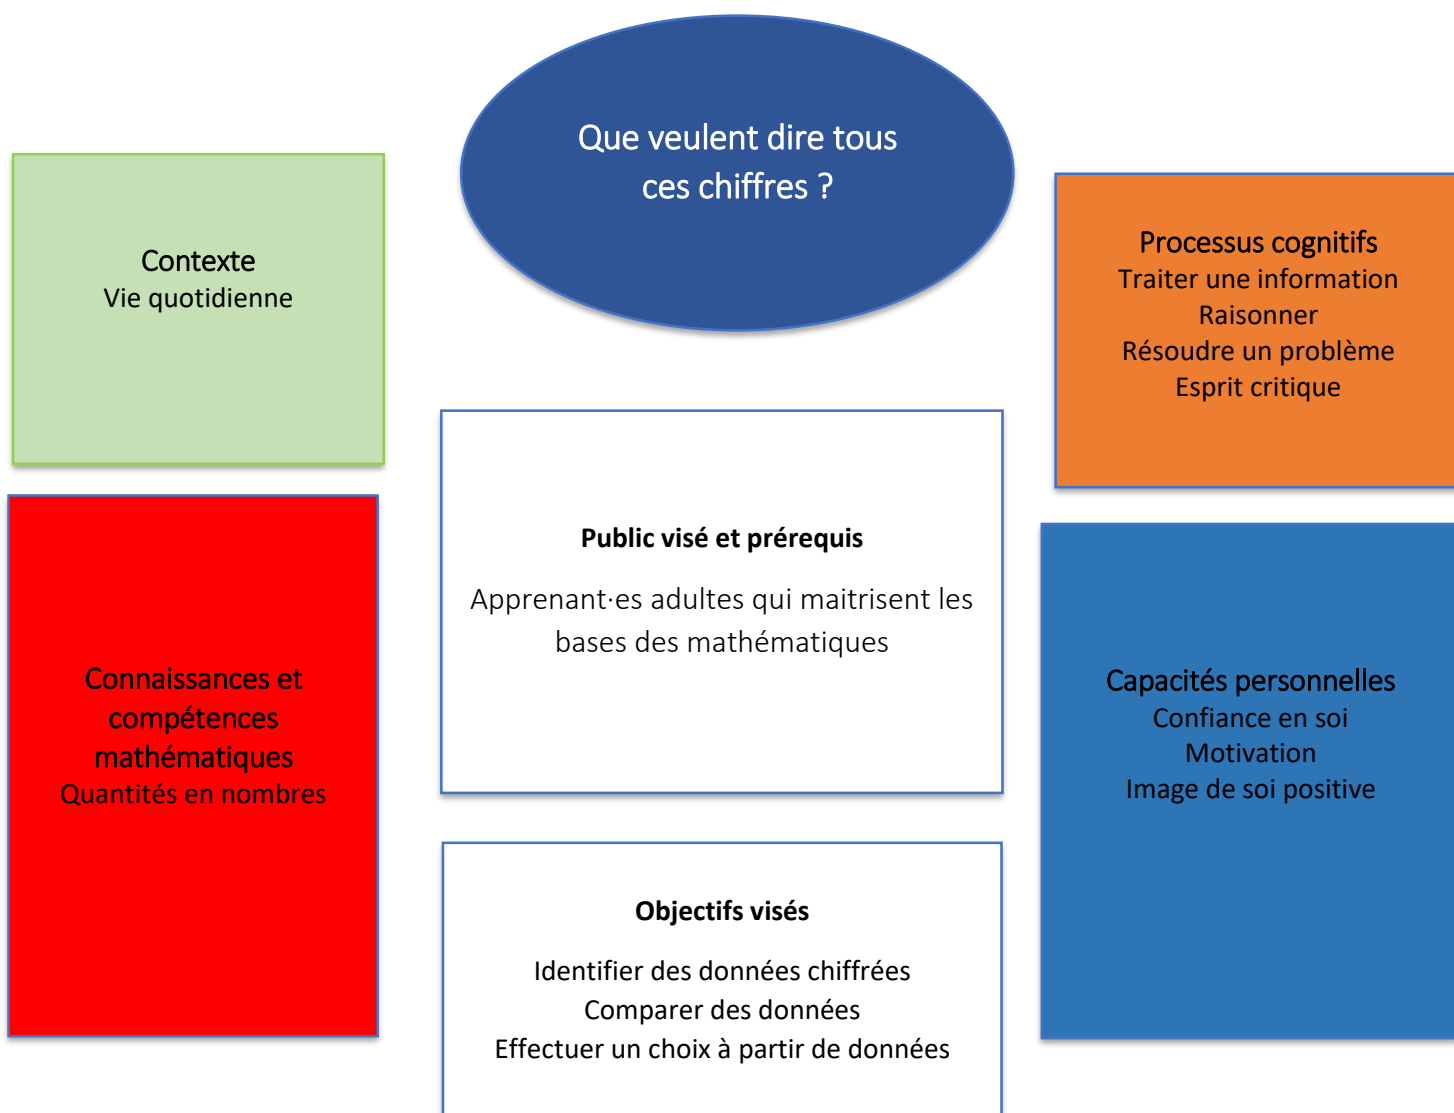 Que veulent dire tous
ces chiffres ?
Contexte
Vie quotidienne
Processus cognitifs
Traiter une information
Raisonner
Résoudre un problème
Esprit critique
Public visé et prérequis
Apprenant·es adultes qui maitrisent les
bases des mathématiques
Connaissances et
compétences
mathématiques
Quantités en nombres
Capacités personnelles
Confiance en soi
Motivation
Image de soi positive
Objectifs visés
Identifier des données chiffrées
Comparer des données
Effectuer un choix à partir de données